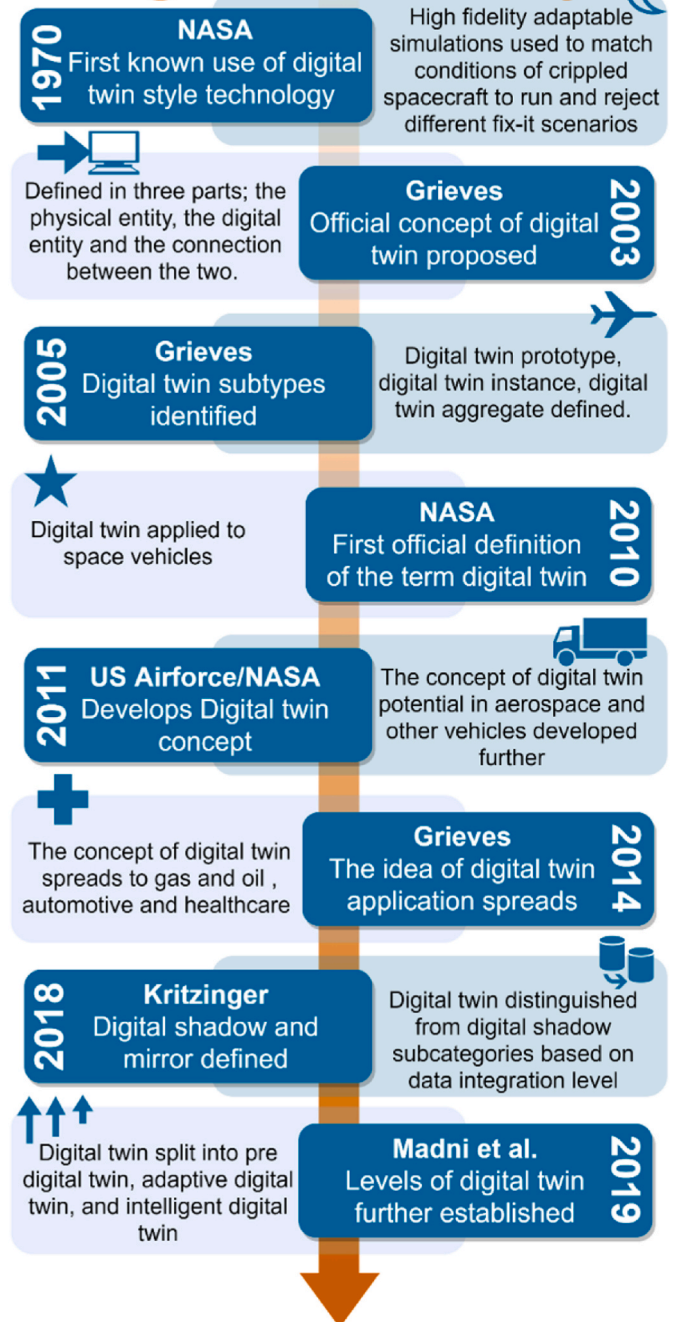 1970
NASA
First known use of digital
twin style technology
High fidelity adaptable
simulations used to match
conditions of crippled
spacecraft to run and reject
different fix-it scenarios
Defined in three parts; the
physical entity, the digital
entity and the connection
between the two.
Grieves
Official concept of digital
twin proposed
2003
2005
Grieves
Digital twin subtypes
identified
Digital twin prototype,
digital twin instance, digital
twin aggregate defined.
Digital twin applied to
space vehicles
NASA
First official definition
of the term digital twin
2010
2011
US Airforce/NASA
Develops Digital twin
concept
The concept of digital twin
potential in aerospace and
other vehicles developed
further
The concept of digital twin
spreads to gas and oil ,
automotive and healthcare
Grieves
The idea of digital twin
application spreads
2014
2018
Kritzinger
Digital shadow and
mirror defined
Digital twin distinguished
from digital shadow
subcategories based on
data integration level
Digital twin split into pre
digital twin, adaptive digital
twin, and intelligent digital
twin
Madni et al.
Levels of digital twin
further established
2019